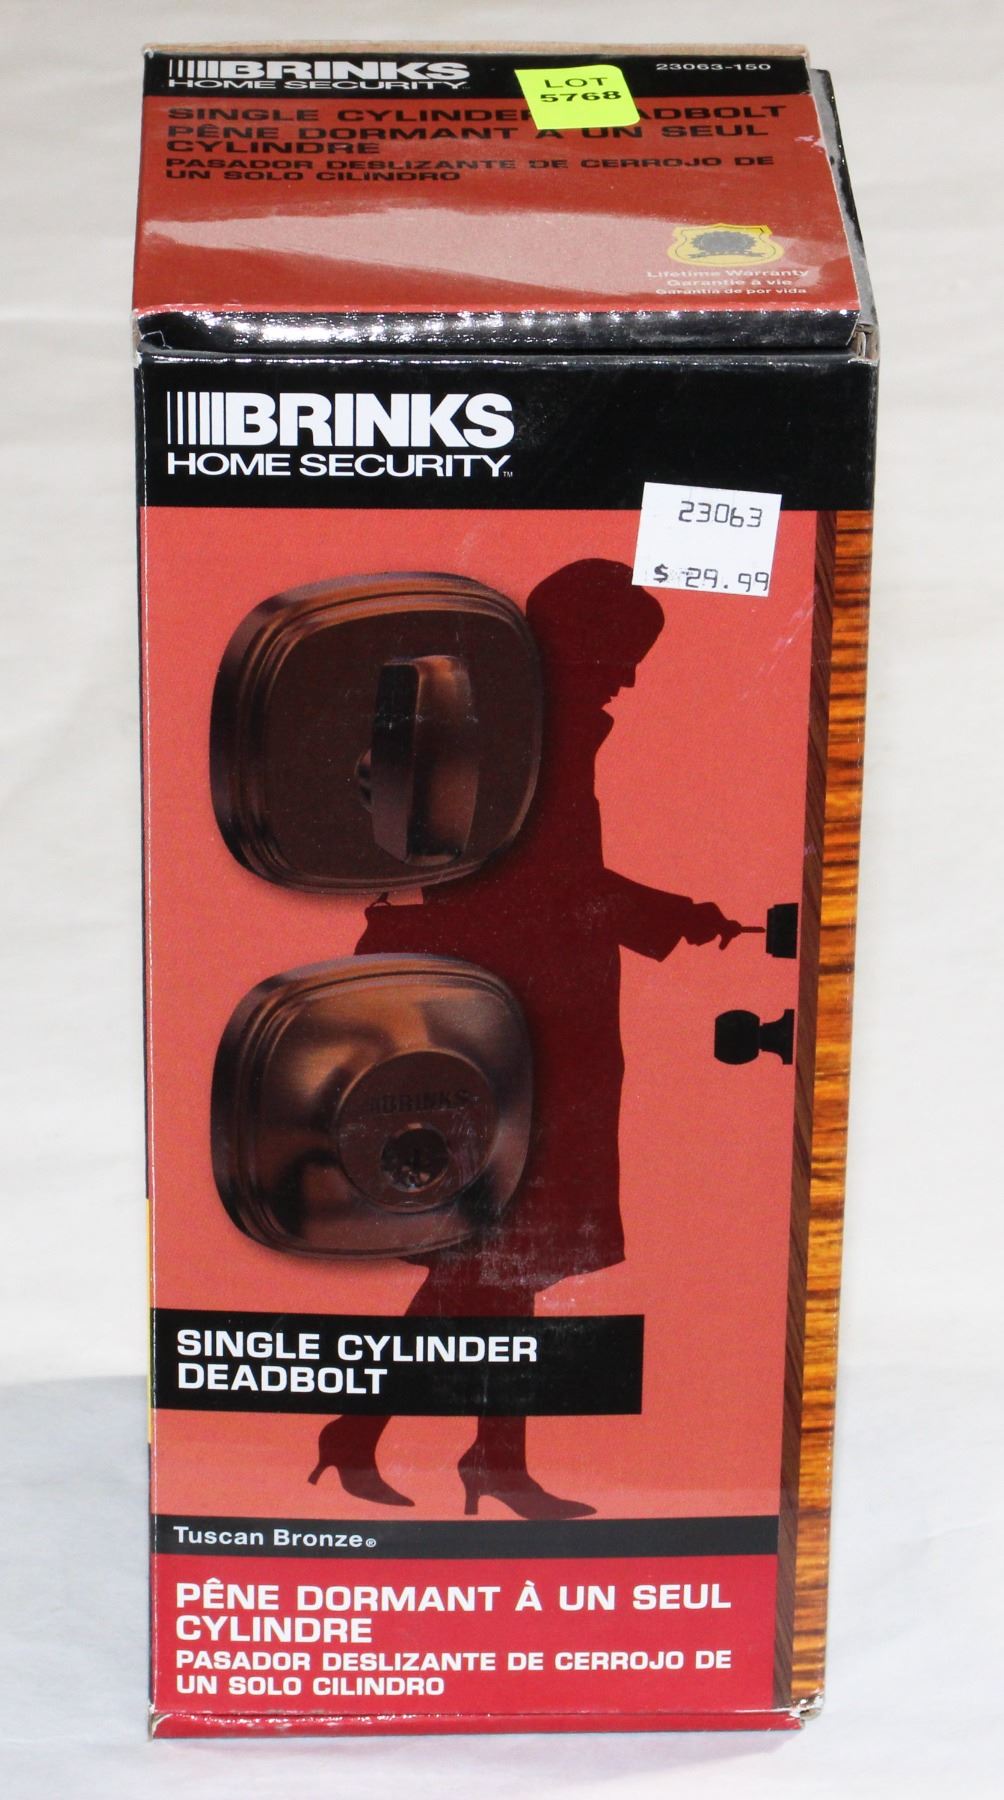 BRINKS
HOME SECURITY
23063-150
LOT
5768
SINGLE CYLINDER DEADBOLT
PÊNE DORMANT À UN SEUL
CYLINDRE
PASADOR DESLIZANTE DE CERROJO DE
UN SOLO CILINDRO
Lifetime Warranty
Garantie à vie
Garantía de por vida
BRINKS
HOME SECURITY™
23063
$ 29.99
BRINKS
SINGLE CYLINDER
DEADBOLT
Tuscan Bronze®
PÊNE DORMANT À UN SEUL
CYLINDRE
PASADOR DESLIZANTE DE CERROJO DE
UN SOLO CILINDRO